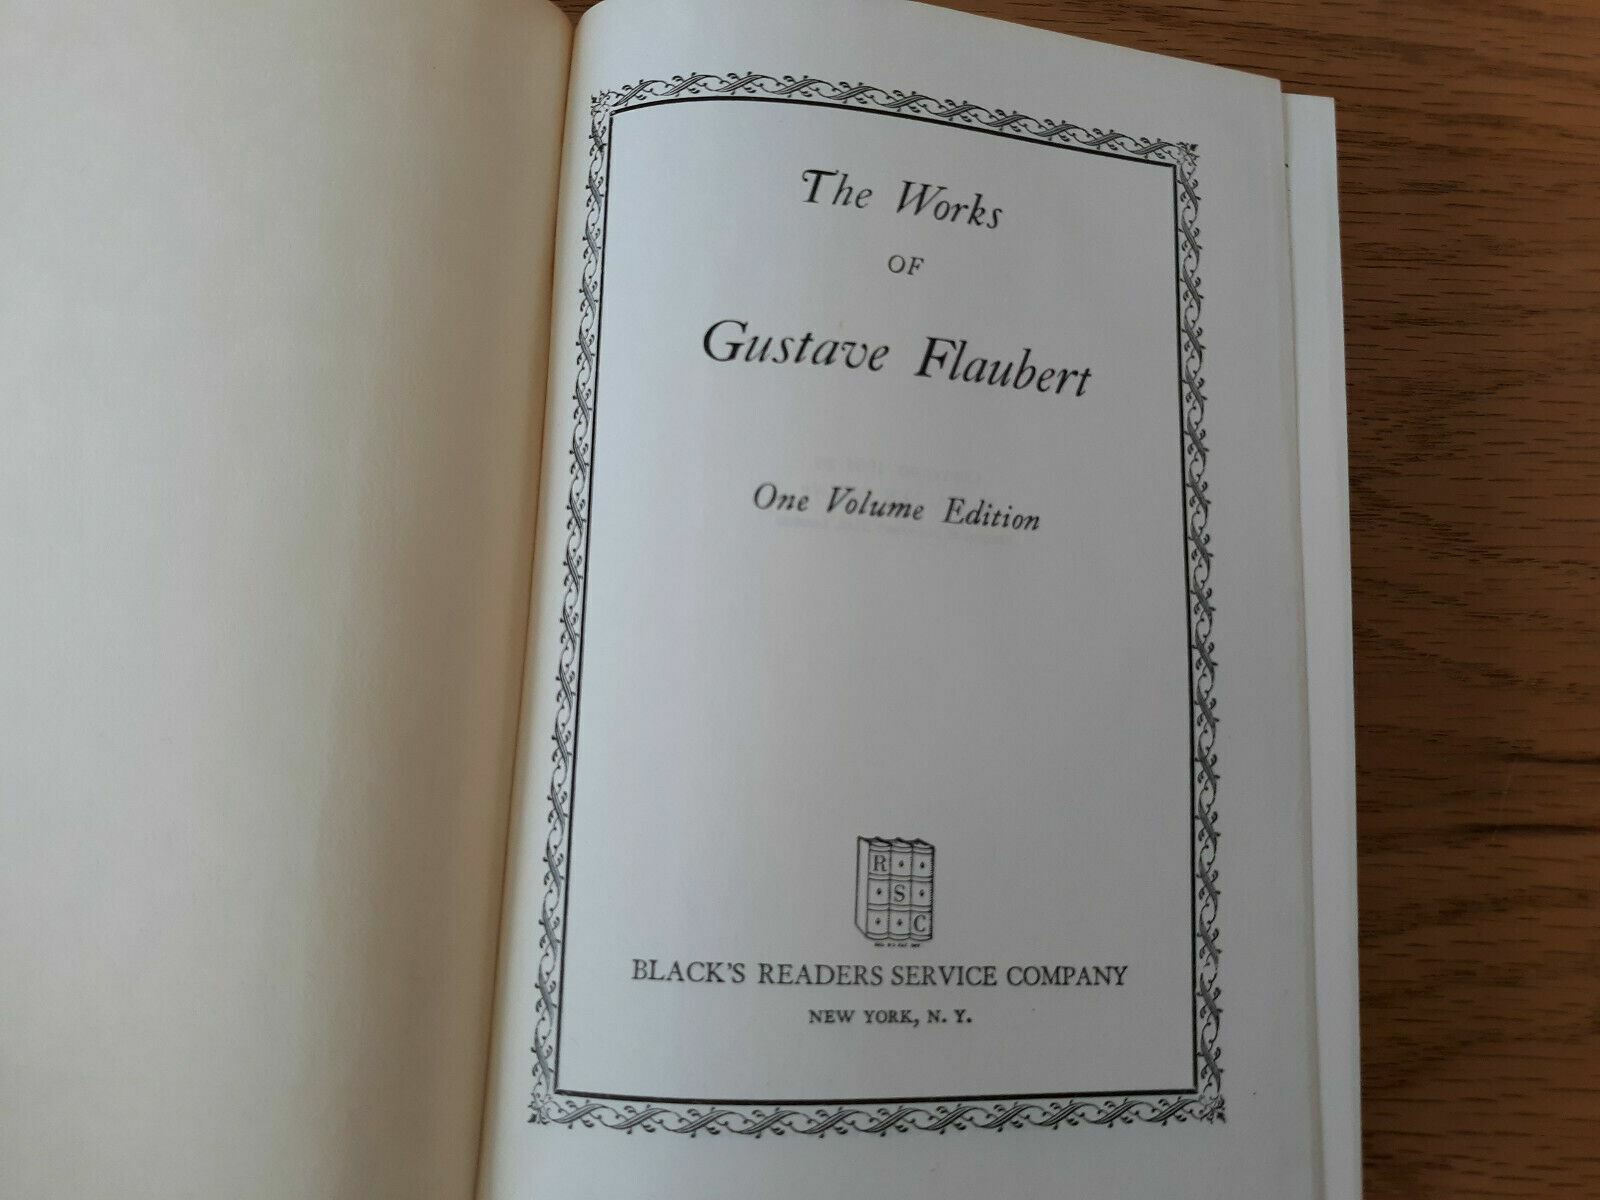 The Works
OF
Gustave Flaubert
One Volume Edition
R
S
C
BLACK'S READERS SERVICE COMPANY
NEW YORK, N. Y.